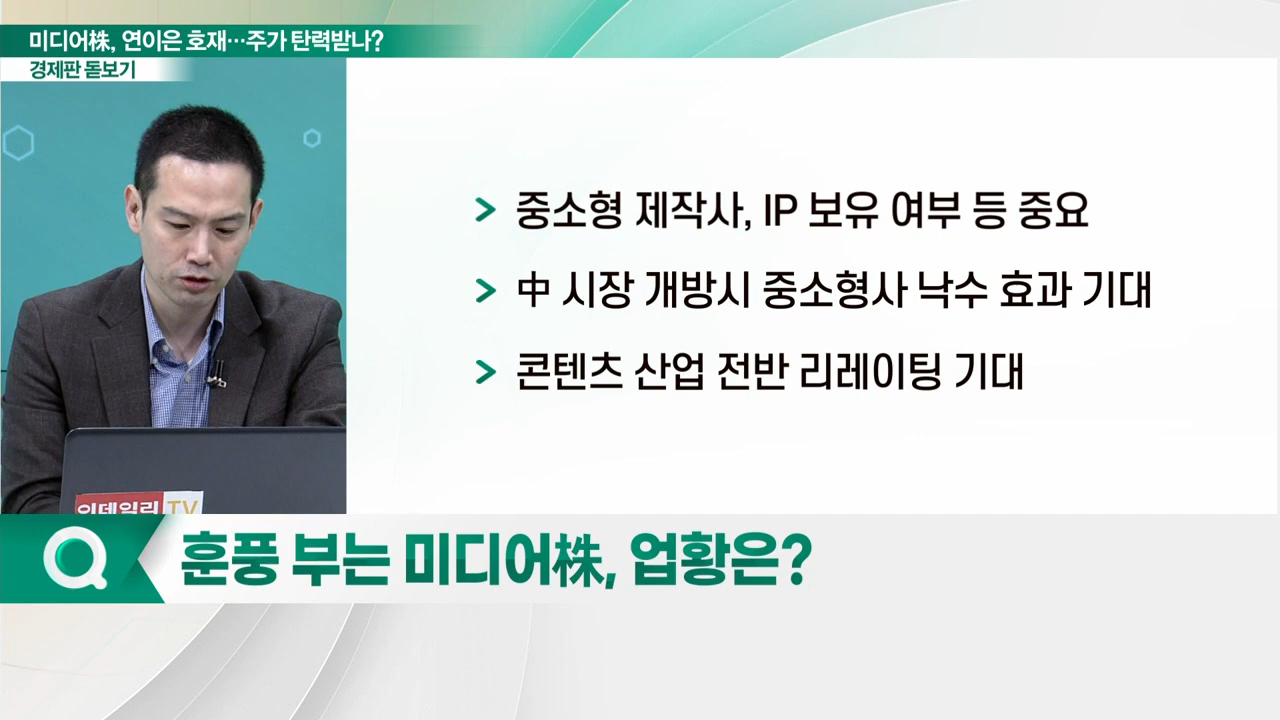 미디어株, 연이은 호재…주가 탄력받나?
경제판 돋보기
> 중소형 제작사, IP 보유 여부 등 중요
> 中 시장 개방시 중소형사 낙수 효과 기대
> 콘텐츠 산업 전반 리레이팅 기대
이데일리 TV
Q 훈풍 부는 미디어株, 업황은?